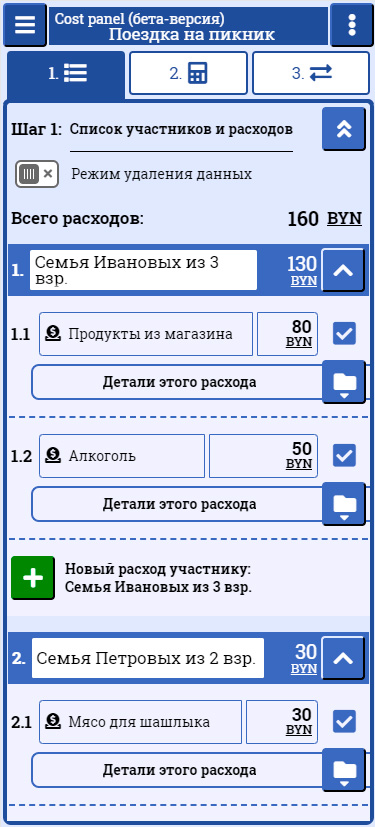 Cost panel (бета-версия)
Поездка на пикник
1. 2. 3.
Шаг 1: Список участников и расходов
Режим удаления данных
Всего расходов: 160 BYN
1. Семья Ивановых из 3 взр. 130 BYN
1.1 Продукты из магазина 80 BYN
Детали этого расхода
1.2 Алкоголь 50 BYN
Детали этого расхода
Новый расход участнику:
Семья Ивановых из 3 взр.
2. Семья Петровых из 2 взр. 30 BYN
2.1 Мясо для шашлыка 30 BYN
Детали этого расхода